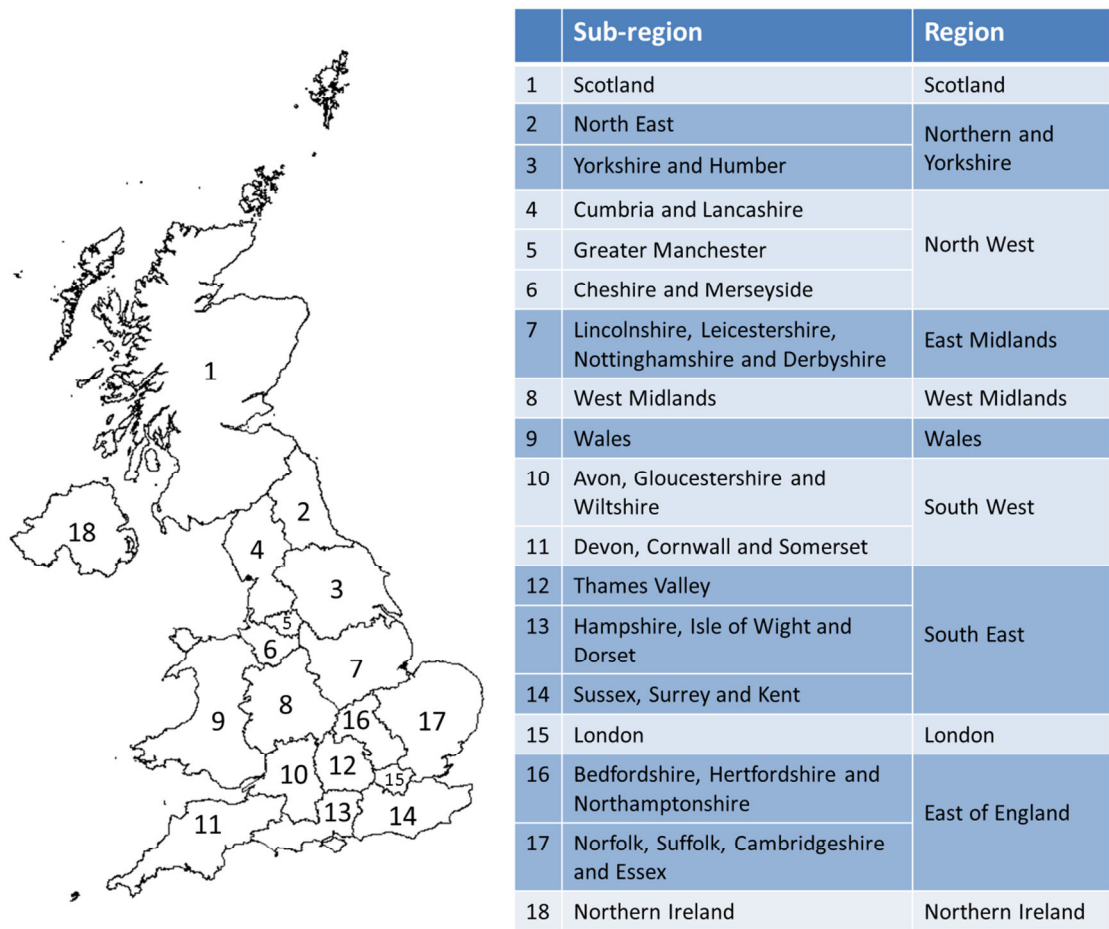 Sub-region Region
1 Scotland Scotland
2 North East Northern and
Yorkshire
3 Yorkshire and Humber
4 Cumbria and Lancashire
5 Greater Manchester North West
6 Cheshire and Merseyside
7 Lincolnshire, Leicestershire,
Nottinghamshire and Derbyshire East Midlands
8 West Midlands West Midlands
9 Wales Wales
10 Avon, Gloucestershire and
Wiltshire South West
11 Devon, Cornwall and Somerset
12 Thames Valley
13 Hampshire, Isle of Wight and
Dorset South East
14 Sussex, Surrey and Kent
15 London London
16 Bedfordshire, Hertfordshire and
Northamptonshire East of England
17 Norfolk, Suffolk, Cambridgeshire
and Essex
18 Northern Ireland Northern Ireland
1
2
18
4
3
5
6
7
8
9
16
17
10
12
15
13
14
11